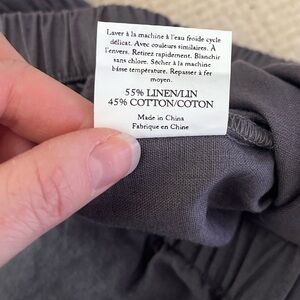 Laver à la machine à l'eau froide cycle
délicat. Avec couleurs similaires. À
l'envers. Retirez rapidement. Blanchir
sans chlore. Sécher à la machine
basse température. Repasser à fer
moyen.
55% LINEN/LIN
45% COTTON/COTON
Made in China
Fabrique en Chine